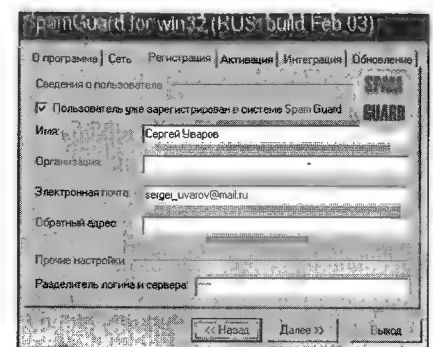 SpamGuard for win32 (RUS: build Feb 03)
О программе Сеть Регистрация Активация Интеграция Обновление
Сведения о пользователе
SPAM
Пользователь уже зарегистрирован в системе Spam Guard
GUARD
Имя: Сергей Уваров
Организация:
Электронная почта: sergei_uvarov@mail.ru
Обратный адрес:
Прочие настройки
Разделитель логина и сервера: ~~
<< Назад Далее >> Выход